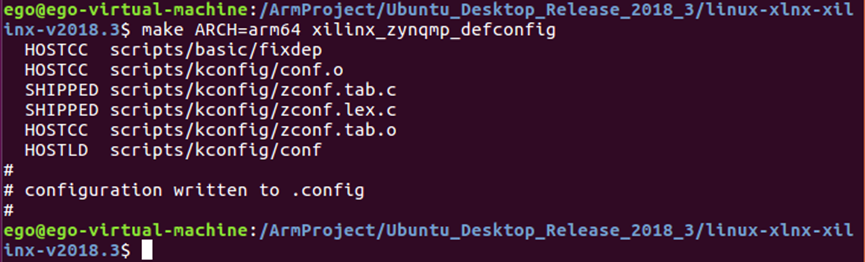 ego@ego-virtual-machine:/ArmProject/Ubuntu_Desktop_Release_2018_3/linux-xlnx-xil
inx-v2018.3$ make ARCH=arm64 xilinx_zynqmp_defconfig
  HOSTCC  scripts/basic/fixdep
  HOSTCC  scripts/kconfig/conf.o
  SHIPPED scripts/kconfig/zconf.tab.c
  SHIPPED scripts/kconfig/zconf.lex.c
  HOSTCC  scripts/kconfig/zconf.tab.o
  HOSTLD  scripts/kconfig/conf
#
# configuration written to .config
#
ego@ego-virtual-machine:/ArmProject/Ubuntu_Desktop_Release_2018_3/linux-xlnx-xil
inx-v2018.3$